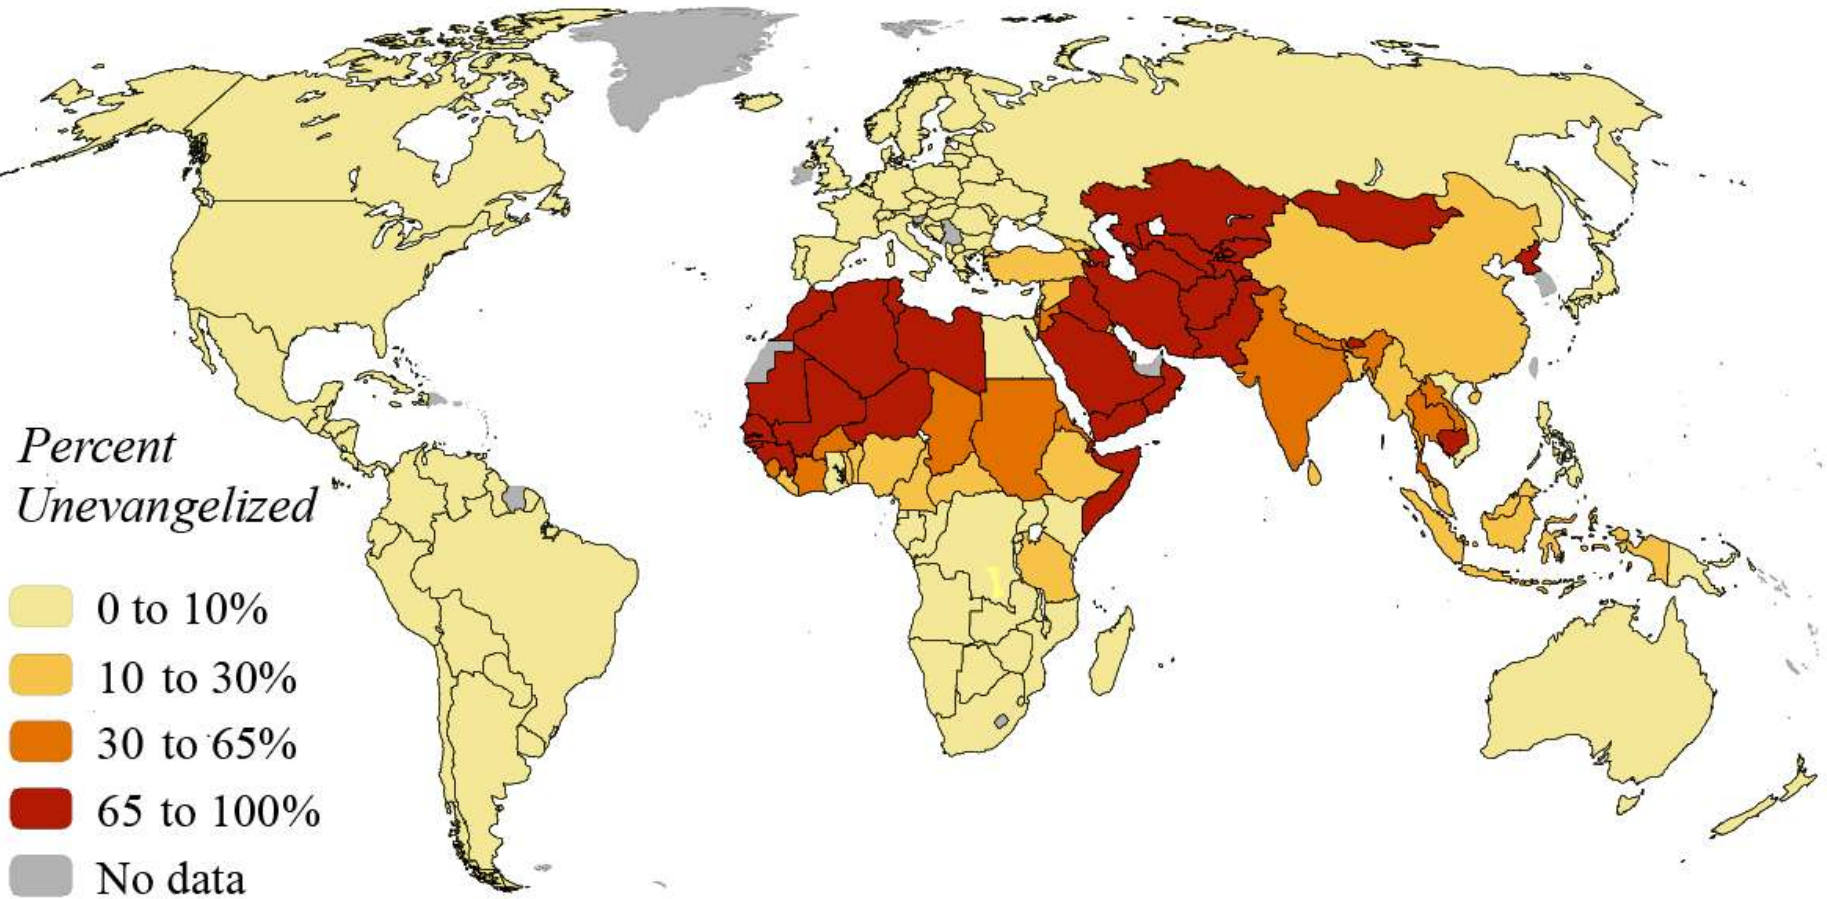 Percent
Unevangelized
0 to 10%
10 to 30%
30 to 65%
65 to 100%
No data